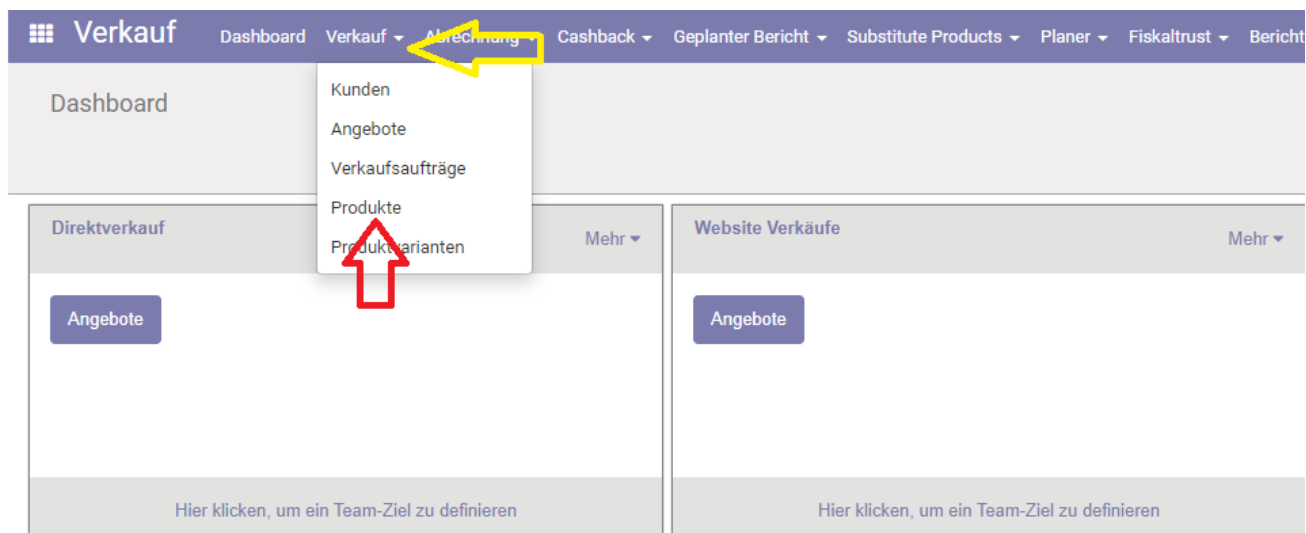 Verkauf Dashboard Verkauf Abrechnung Cashback Geplanter Bericht Substitute Products Planer Fiskaltrust Bericht
Dashboard
Kunden
Angebote
Verkaufsaufträge
Produkte
Produktvarianten
Direktverkauf Mehr
Angebote
Hier klicken, um ein Team-Ziel zu definieren
Website Verkäufe Mehr
Angebote
Hier klicken, um ein Team-Ziel zu definieren